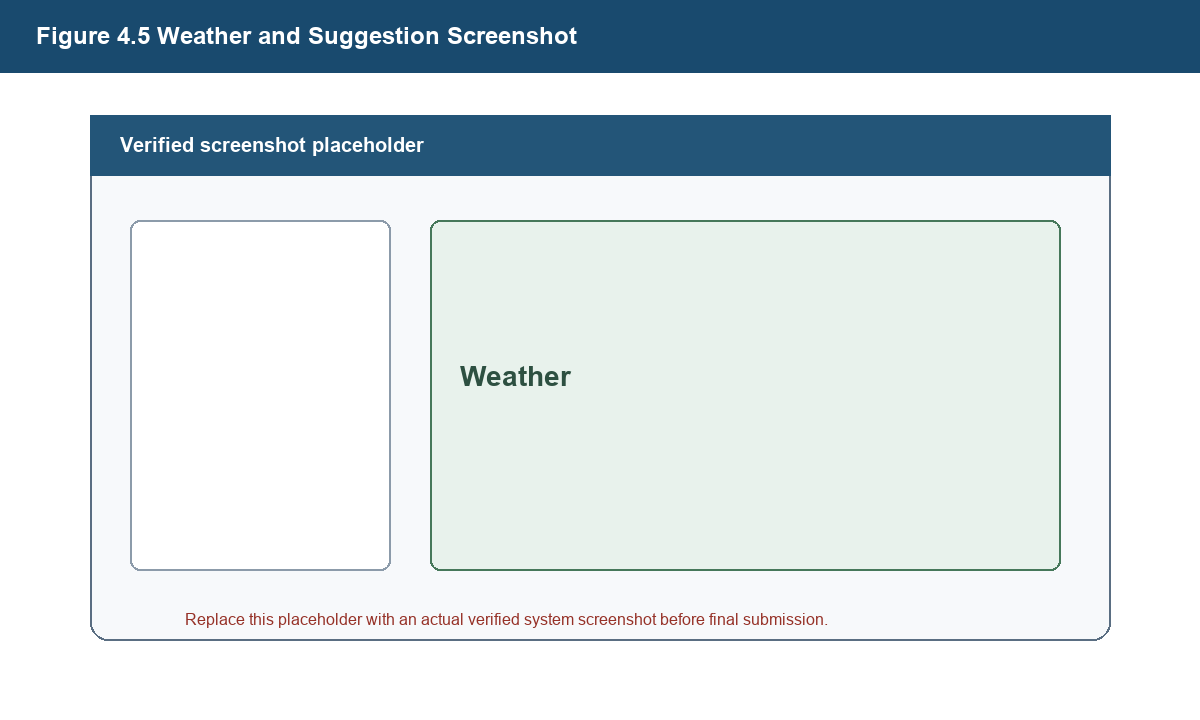 Figure 4.5 Weather and Suggestion Screenshot
Verified screenshot placeholder
Weather
Replace this placeholder with an actual verified system screenshot before final submission.